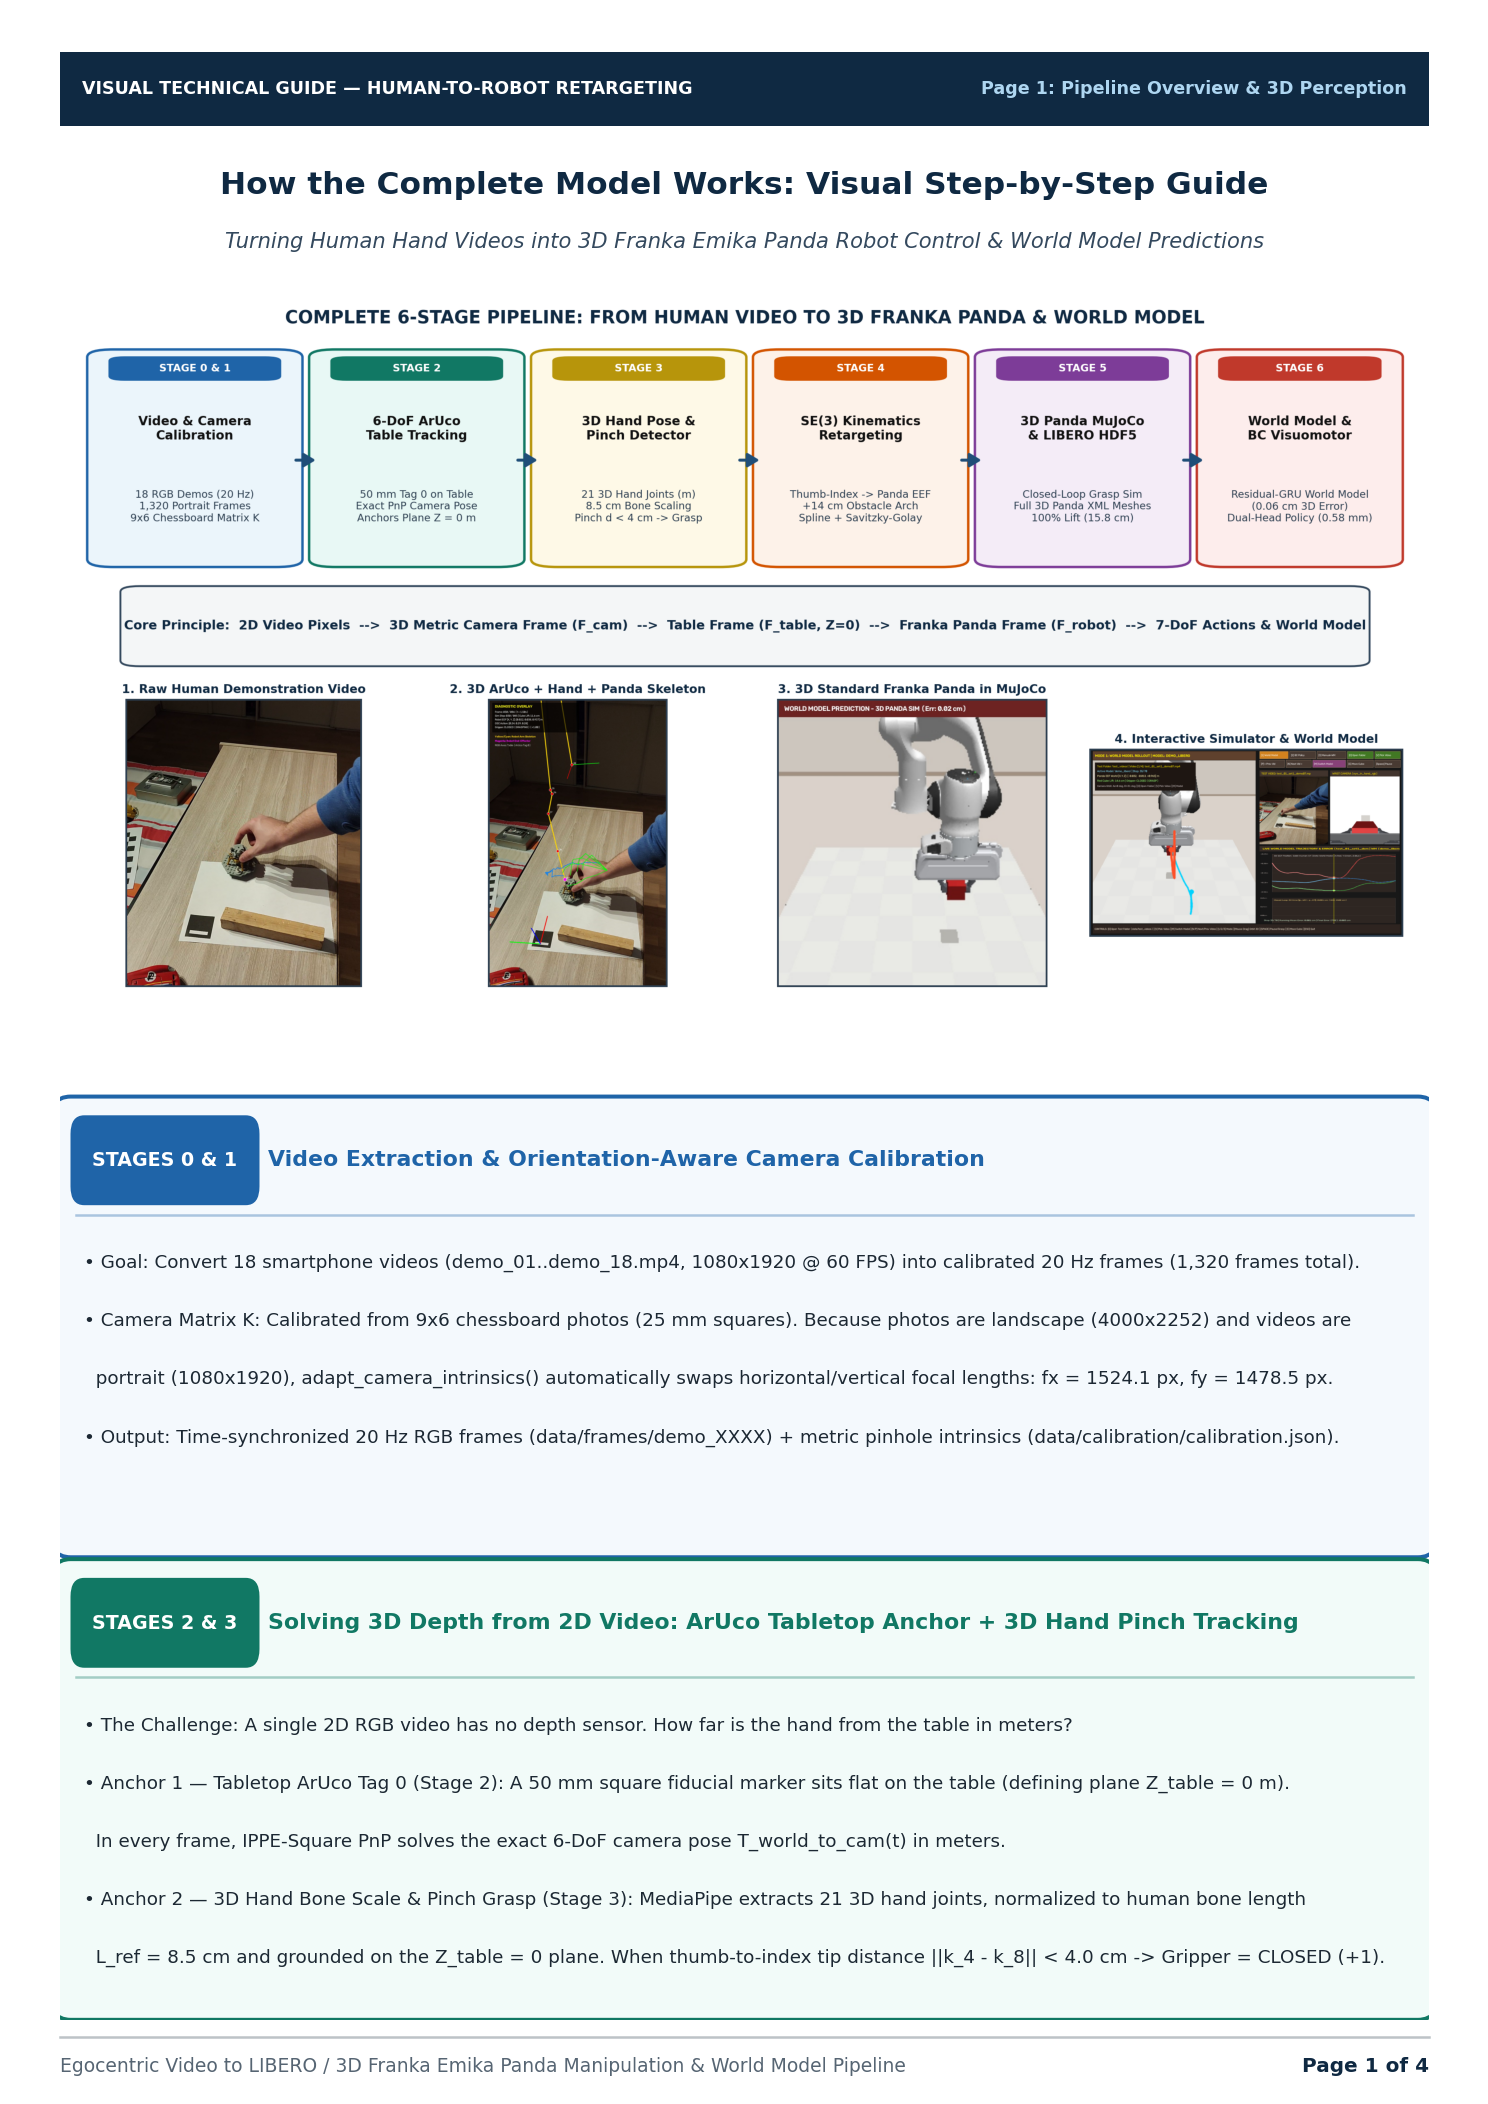 VISUAL TECHNICAL GUIDE — HUMAN-TO-ROBOT RETARGETING
Page 1: Pipeline Overview & 3D Perception
How the Complete Model Works: Visual Step-by-Step Guide
Turning Human Hand Videos into 3D Franka Emika Panda Robot Control & World Model Predictions
COMPLETE 6-STAGE PIPELINE: FROM HUMAN VIDEO TO 3D FRANKA PANDA & WORLD MODEL
STAGE 0 & 1
Video & Camera
Calibration
18 RGB Demos (20 Hz)
1,320 Portrait Frames
9x6 Chessboard Matrix K
STAGE 2
6-DoF ArUco
Table Tracking
50 mm Tag 0 on Table
Exact PnP Camera Pose
Anchors Plane Z = 0 m
STAGE 3
3D Hand Pose &
Pinch Detector
21 3D Hand Joints (m)
8.5 cm Bone Scaling
Pinch d < 4 cm -> Grasp
STAGE 4
SE(3) Kinematics
Retargeting
Thumb-Index -> Panda EEF
+14 cm Obstacle Arch
Spline + Savitzky-Golay
STAGE 5
3D Panda MuJoCo
& LIBERO HDF5
Closed-Loop Grasp Sim
Full 3D Panda XML Meshes
100% Lift (15.8 cm)
STAGE 6
World Model &
BC Visuomotor
Residual-GRU World Model
(0.06 cm 3D Error)
Dual-Head Policy (0.58 mm)
Core Principle: 2D Video Pixels --> 3D Metric Camera Frame (F_cam) --> Table Frame (F_table, Z=0) --> Franka Panda Frame (F_robot) --> 7-DoF Actions & World Model
1. Raw Human Demonstration Video
2. 3D ArUco + Hand + Panda Skeleton
DIAGNOSTIC OVERLAY
3. 3D Standard Franka Panda in MuJoCo
WORLD MODEL PREDICTION - 3D PANDA SIM (Err: 0.02 cm)
4. Interactive Simulator & World Model
STAGES 0 & 1
Video Extraction & Orientation-Aware Camera Calibration
• Goal: Convert 18 smartphone videos (demo_01..demo_18.mp4, 1080x1920 @ 60 FPS) into calibrated 20 Hz frames (1,320 frames total).
• Camera Matrix K: Calibrated from 9x6 chessboard photos (25 mm squares). Because photos are landscape (4000x2252) and videos are
portrait (1080x1920), adapt_camera_intrinsics() automatically swaps horizontal/vertical focal lengths: fx = 1524.1 px, fy = 1478.5 px.
• Output: Time-synchronized 20 Hz RGB frames (data/frames/demo_XXXX) + metric pinhole intrinsics (data/calibration/calibration.json).
STAGES 2 & 3
Solving 3D Depth from 2D Video: ArUco Tabletop Anchor + 3D Hand Pinch Tracking
• The Challenge: A single 2D RGB video has no depth sensor. How far is the hand from the table in meters?
• Anchor 1 — Tabletop ArUco Tag 0 (Stage 2): A 50 mm square fiducial marker sits flat on the table (defining plane Z_table = 0 m).
In every frame, IPPE-Square PnP solves the exact 6-DoF camera pose T_world_to_cam(t) in meters.
• Anchor 2 — 3D Hand Bone Scale & Pinch Grasp (Stage 3): MediaPipe extracts 21 3D hand joints, normalized to human bone length
L_ref = 8.5 cm and grounded on the Z_table = 0 plane. When thumb-to-index tip distance ||k_4 - k_8|| < 4.0 cm -> Gripper = CLOSED (+1).
Egocentric Video to LIBERO / 3D Franka Emika Panda Manipulation & World Model Pipeline
Page 1 of 4